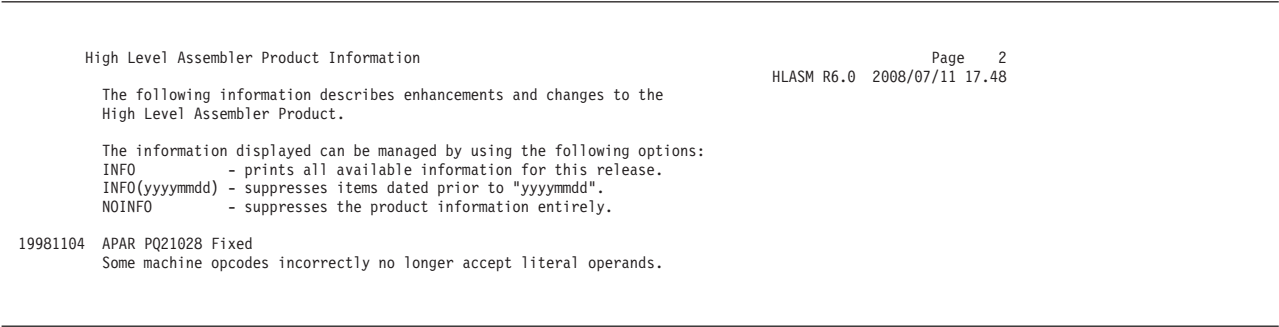 High Level Assembler Product Information Page 2
HLASM R6.0 2008/07/11 17.48
The following information describes enhancements and changes to the
High Level Assembler Product.
The information displayed can be managed by using the following options:
INFO - prints all available information for this release.
INFO(yyyymmdd) - suppresses items dated prior to "yyyymmdd".
NOINFO - suppresses the product information entirely.
19981104 APAR PQ21028 Fixed
Some machine opcodes incorrectly no longer accept literal operands.